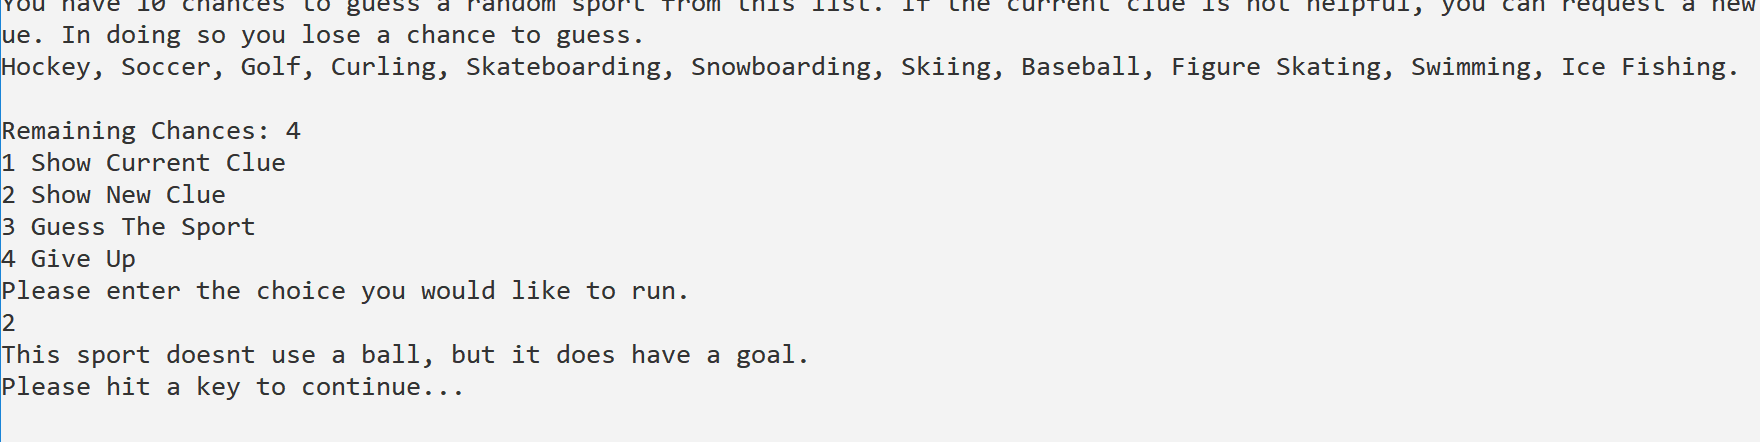 You have 10 chances to guess a random sport from this list. If the current clue is not helpful, you can request a new
ue. In doing so you lose a chance to guess.
Hockey, Soccer, Golf, Curling, Skateboarding, Snowboarding, Skiing, Baseball, Figure Skating, Swimming, Ice Fishing.
Remaining Chances: 4
1 Show Current Clue
2 Show New Clue
3 Guess The Sport
4 Give Up
Please enter the choice you would like to run.
2
This sport doesnt use a ball, but it does have a goal.
Please hit a key to continue...